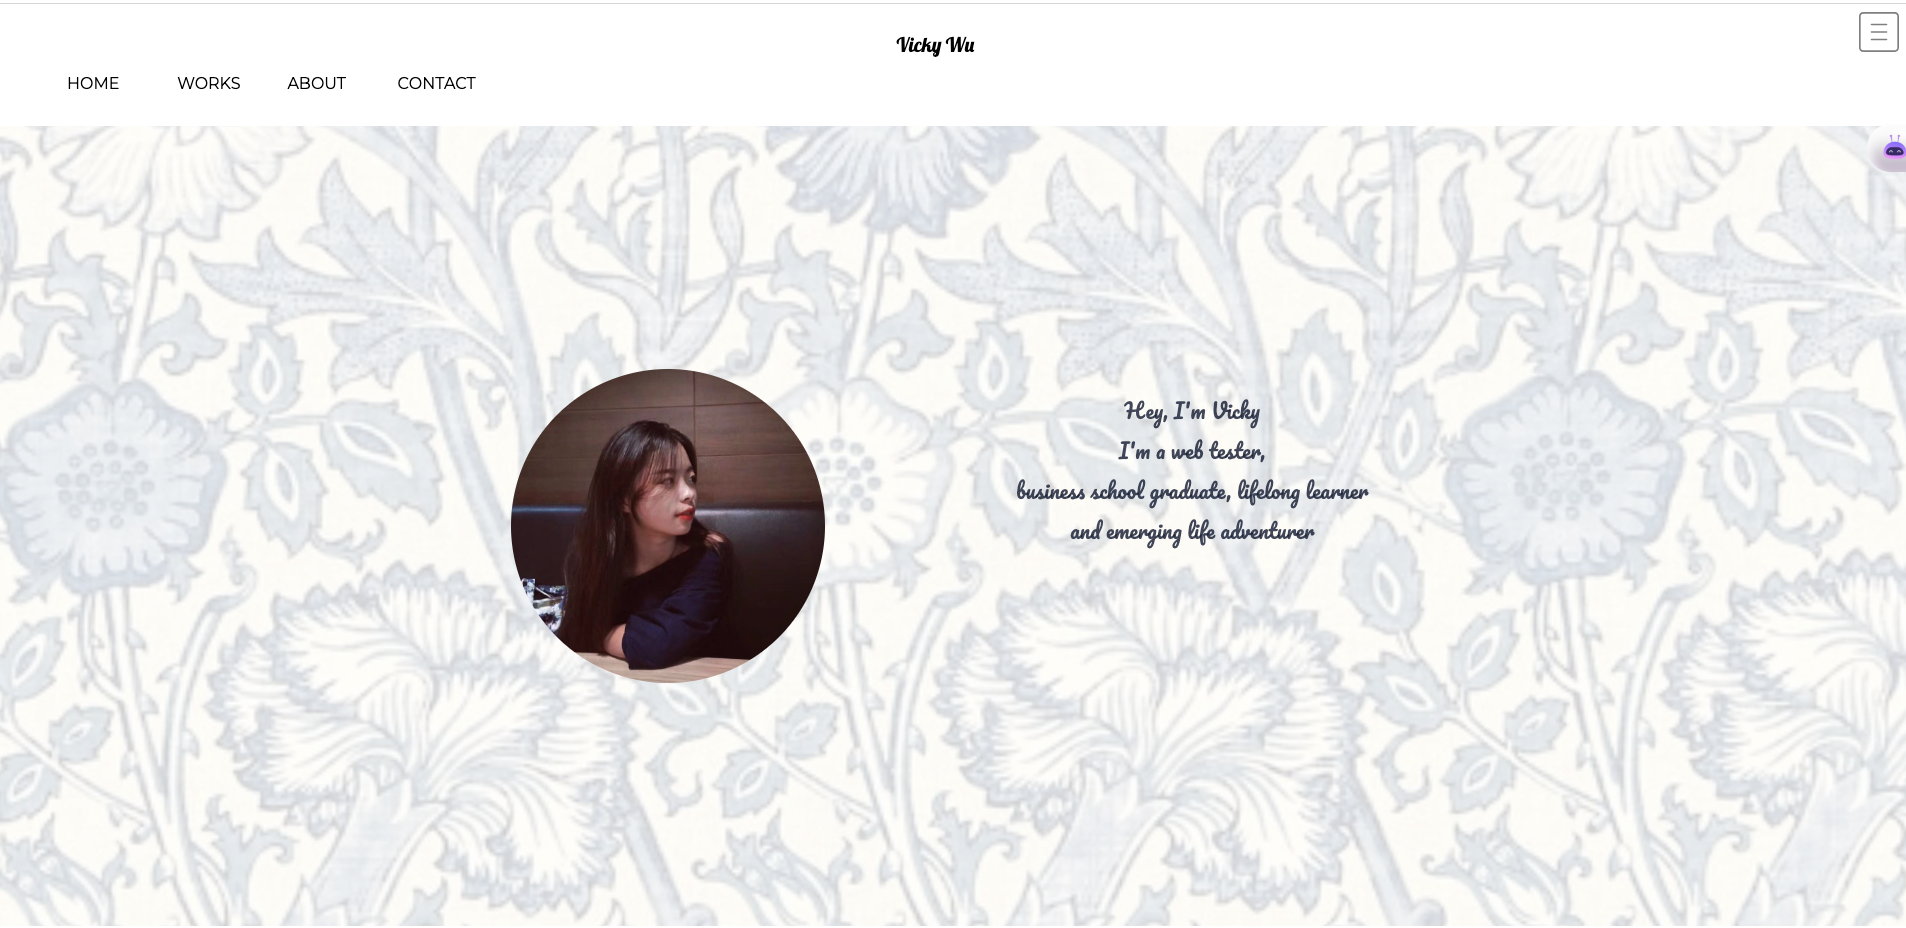 Vicky Wu
HOME WORKS ABOUT CONTACT
Hey, I'm Vicky
I'm a web tester,
business school graduate, lifelong learner
and emerging life adventurer